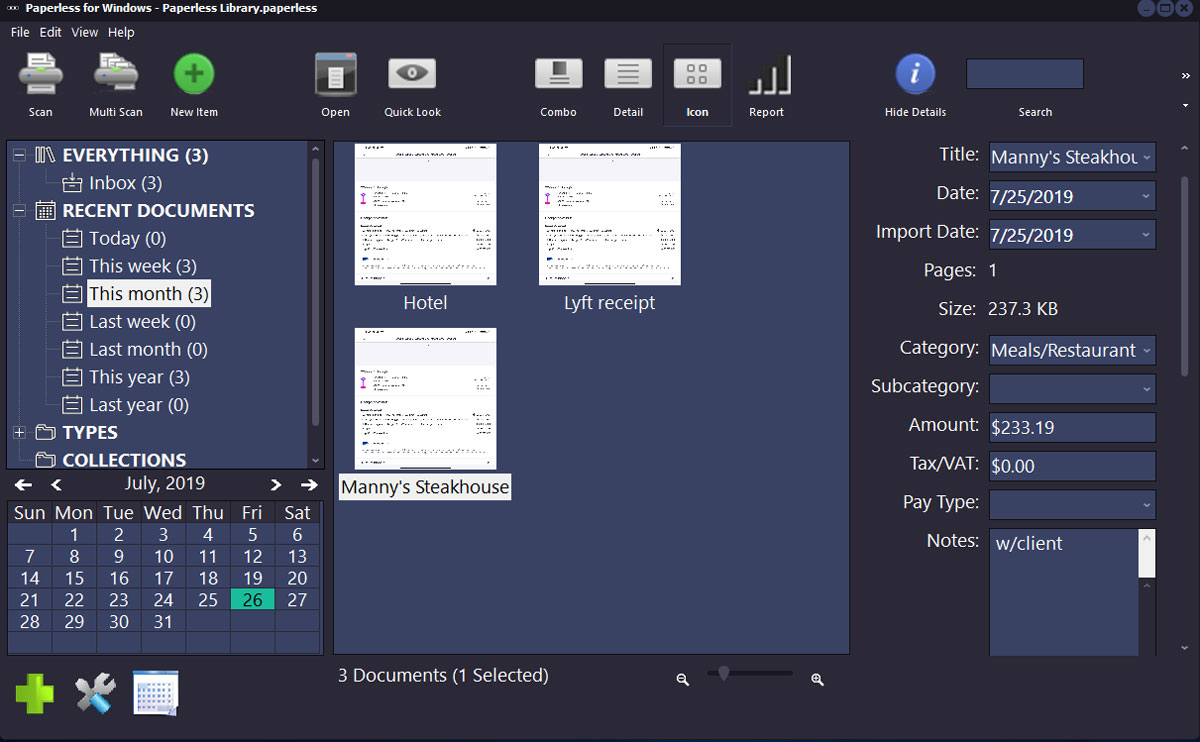 Paperless for Windows - Paperless Library.paperless
File Edit View Help
Scan
Multi Scan
New Item
Open
Quick Look
Combo
Detail
Icon
Report
Hide Details
Search
EVERYTHING (3)
Inbox (3)
RECENT DOCUMENTS
Today (0)
This week (3)
This month (3)
Last week (0)
Last month (0)
This year (3)
Last year (0)
TYPES
COLLECTIONS
July, 2019
Sun Mon Tue Wed Thu Fri Sat
1 2 3 4 5 6
7 8 9 10 11 12 13
14 15 16 17 18 19 20
21 22 23 24 25 26 27
28 29 30 31
Hotel
Lyft receipt
Manny's Steakhouse
3 Documents (1 Selected)
Title: Manny's Steakhou
Date: 7/25/2019
Import Date: 7/25/2019
Pages: 1
Size: 237.3 KB
Category: Meals/Restaurant
Subcategory:
Amount: $233.19
Tax/VAT: $0.00
Pay Type:
Notes: w/client